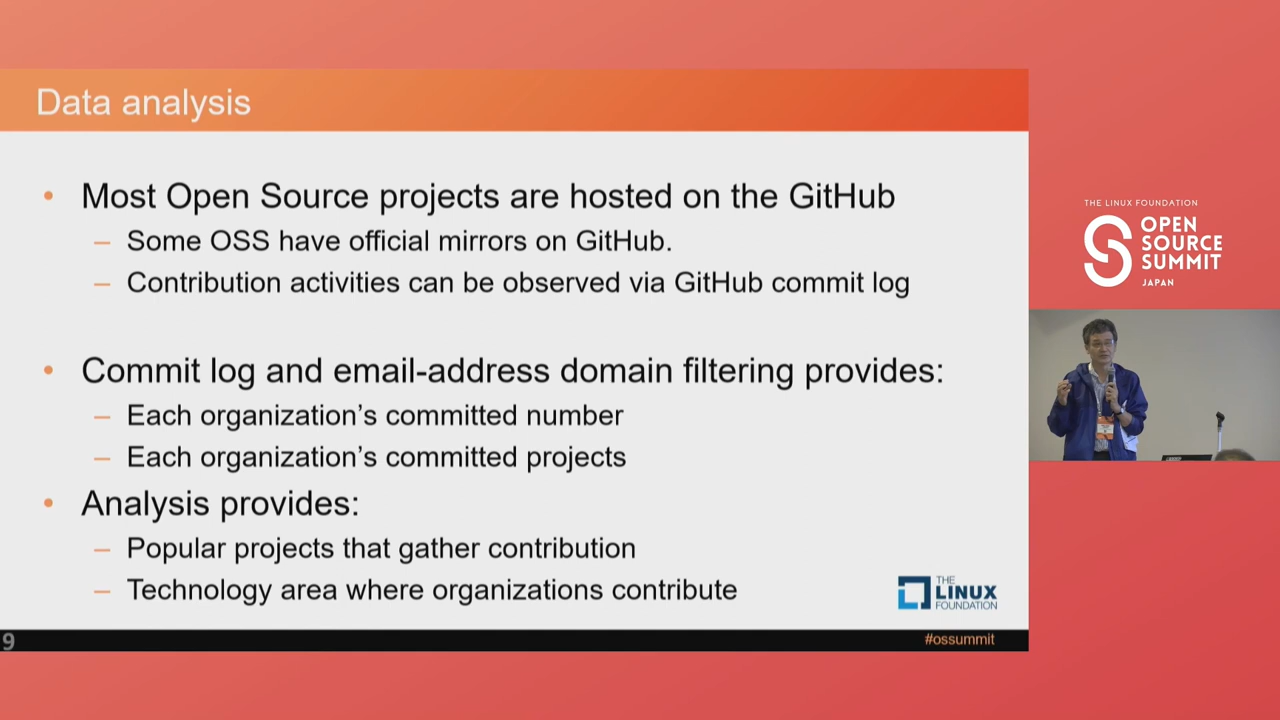 Data analysis
• Most Open Source projects are hosted on the GitHub
– Some OSS have official mirrors on GitHub.
– Contribution activities can be observed via GitHub commit log
• Commit log and email-address domain filtering provides:
– Each organization’s committed number
– Each organization’s committed projects
• Analysis provides:
– Popular projects that gather contribution
– Technology area where organizations contribute
THE
LINUX
FOUNDATION
9
#ossummit
THE LINUX FOUNDATION
OPEN
SOURCE
SUMMIT
JAPAN